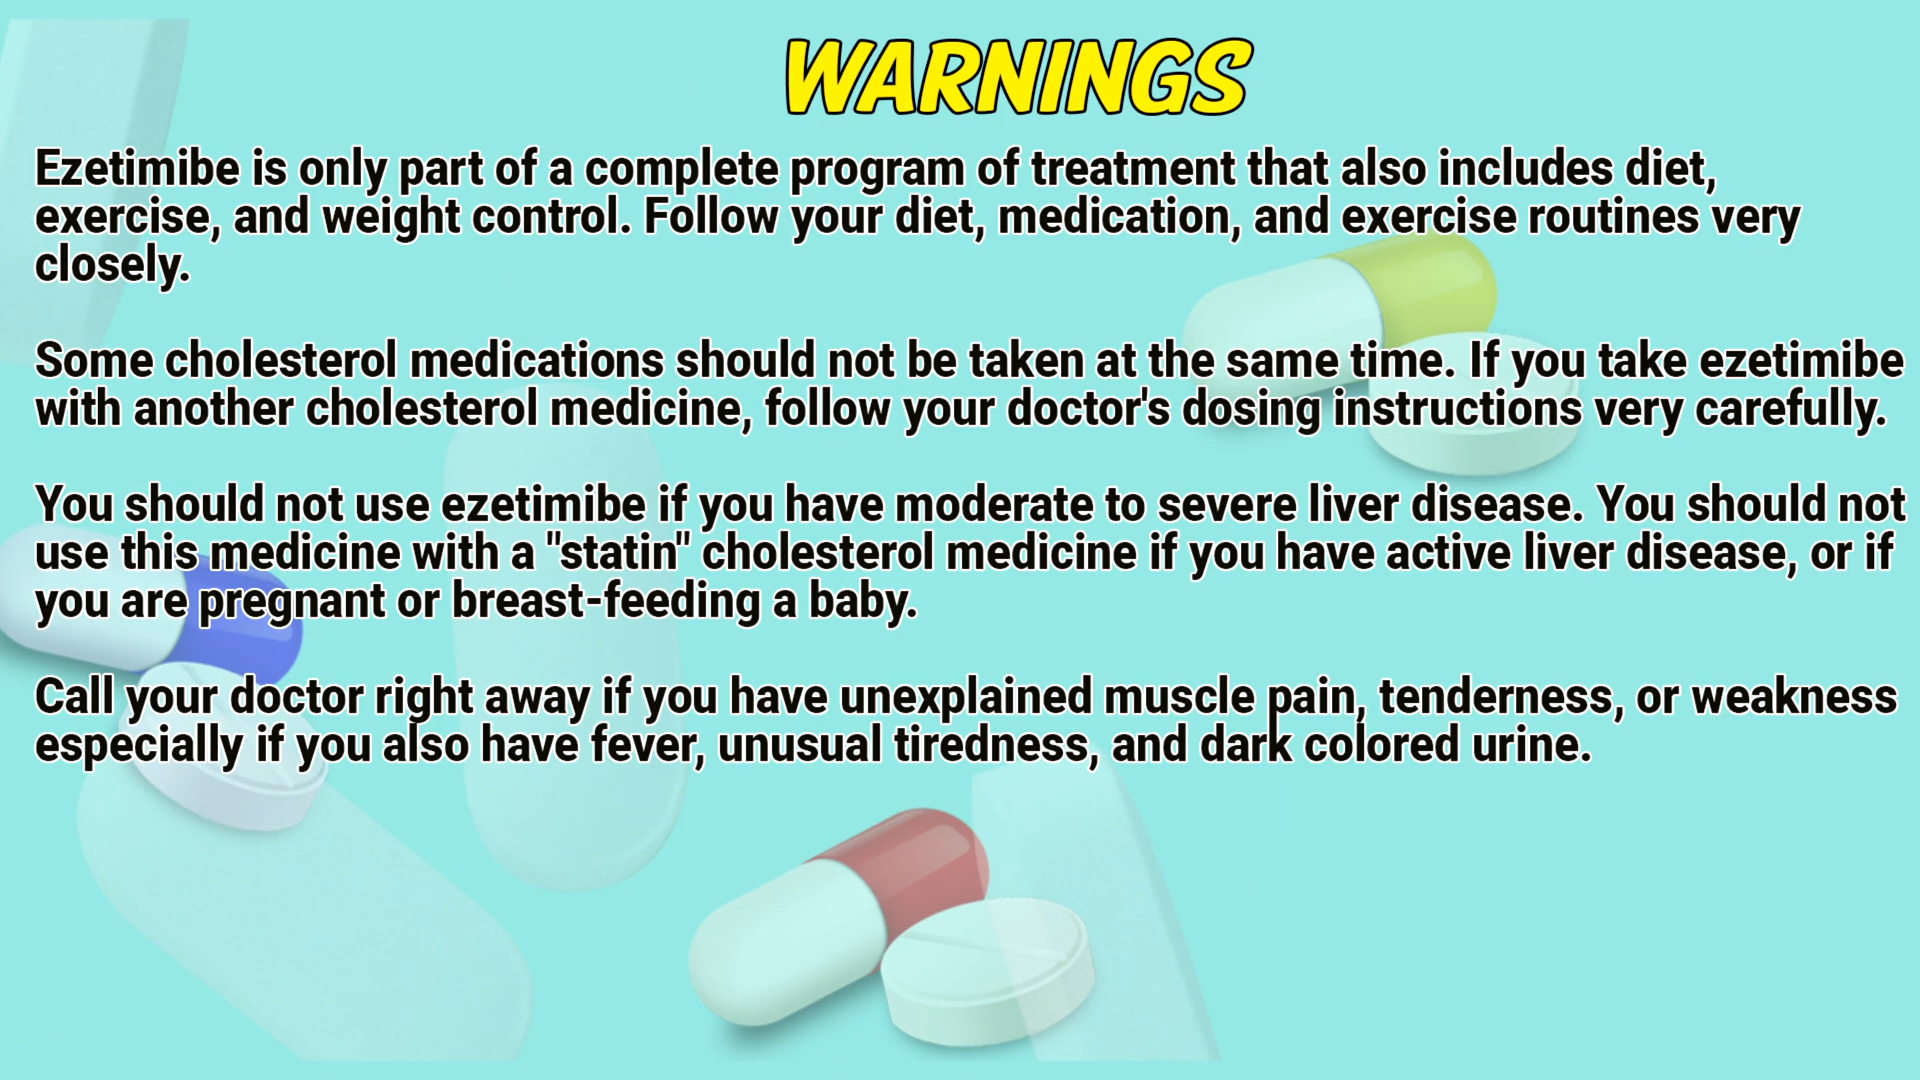 WARNINGS
Ezetimibe is only part of a complete program of treatment that also includes diet,
exercise, and weight control. Follow your diet, medication, and exercise routines very
closely.
Some cholesterol medications should not be taken at the same time. If you take ezetimibe
with another cholesterol medicine, follow your doctor's dosing instructions very carefully.
You should not use ezetimibe if you have moderate to severe liver disease. You should not
use this medicine with a "statin" cholesterol medicine if you have active liver disease, or if
you are pregnant or breast-feeding a baby.
Call your doctor right away if you have unexplained muscle pain, tenderness, or weakness
especially if you also have fever, unusual tiredness, and dark colored urine.